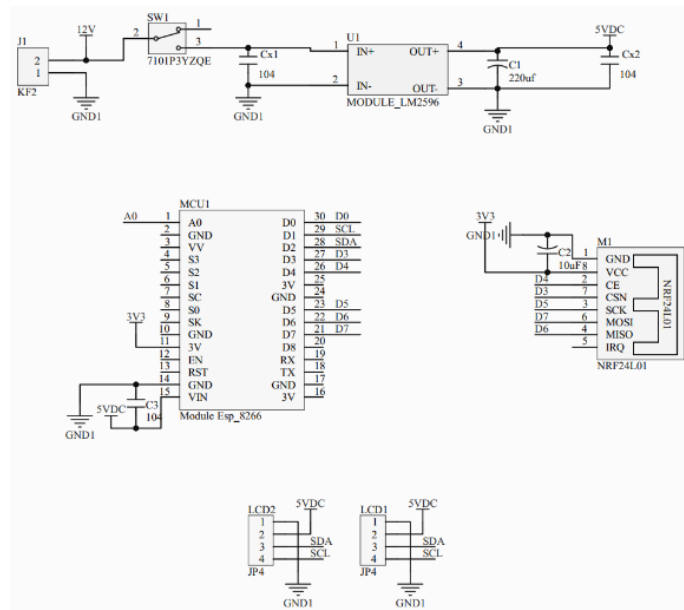 J1
2
1
KF2
12V
GND1
SW1
2
1
3
7101P3YZQE
Cx1
104
GND1
U1
1 IN+ OUT+ 4
2 IN- OUT- 3
MODULE_LM2596
C1
220uf
GND1
5VDC
Cx2
104
MCU1
A0 1 A0 D0 30 D0
2 GND D1 29 SCL
3 VV D2 28 SDA
4 S3 D3 27 D3
5 S2 D4 26 D4
6 S1 3V 25
7 SC GND 24
8 S0 D5 23 D5
9 SK D6 22 D6
10 GND D7 21 D7
3V3 11 3V D8 20
12 EN RX 19
13 RST TX 18
14 GND GND 17
15 VIN 3V 16
Module Esp_8266
5VDC
C3
104
GND1
3V3
GND1
C2
10uF
M1
1 GND
8 VCC
D4 2 CE
D3 7 CSN
D5 3 SCK
D7 6 MOSI
D6 4 MISO
5 IRQ
NRF24L01
NRF24L01
LCD2
1
2
3 SDA
4 SCL
JP4
5VDC
GND1
LCD1
1
2
3 SDA
4 SCL
JP4
5VDC
GND1